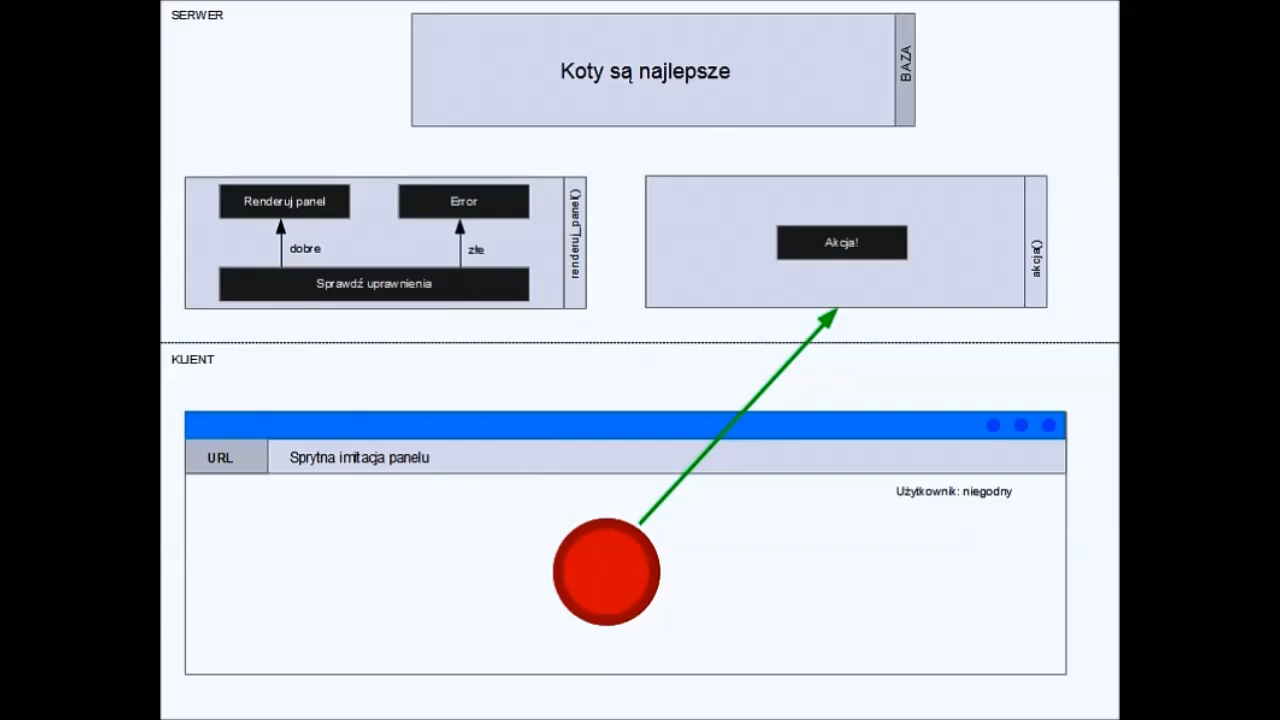 SERWER
Koty są najlepsze
BAZA
Renderuj panel
Error
dobre
złe
Sprawdź uprawnienia
renderuj_panel()
Akcja!
akcja()
KLIENT
URL
Sprytna imitacja panelu
Użytkownik: niegodny